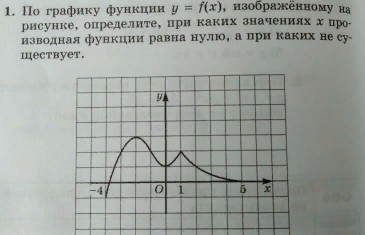 1. По графику функции y = f(x), изображённому на
рисунке, определите, при каких значениях x про-
изводная функции равна нулю, а при каких не су-
ществует.
y
-4 O 1 5 x